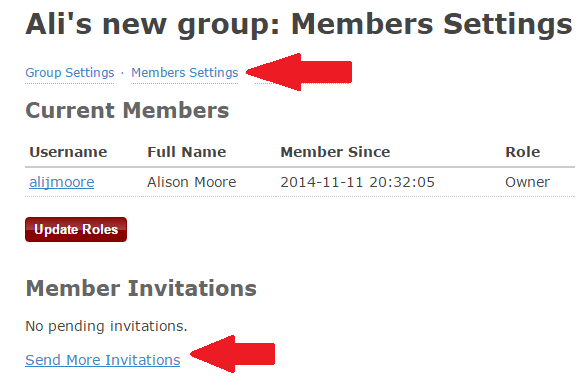 Ali's new group: Members Settings
Group Settings · Members Settings
Current Members
Username Full Name Member Since Role
alijmoore Alison Moore 2014-11-11 20:32:05 Owner
Update Roles
Member Invitations
No pending invitations.
Send More Invitations